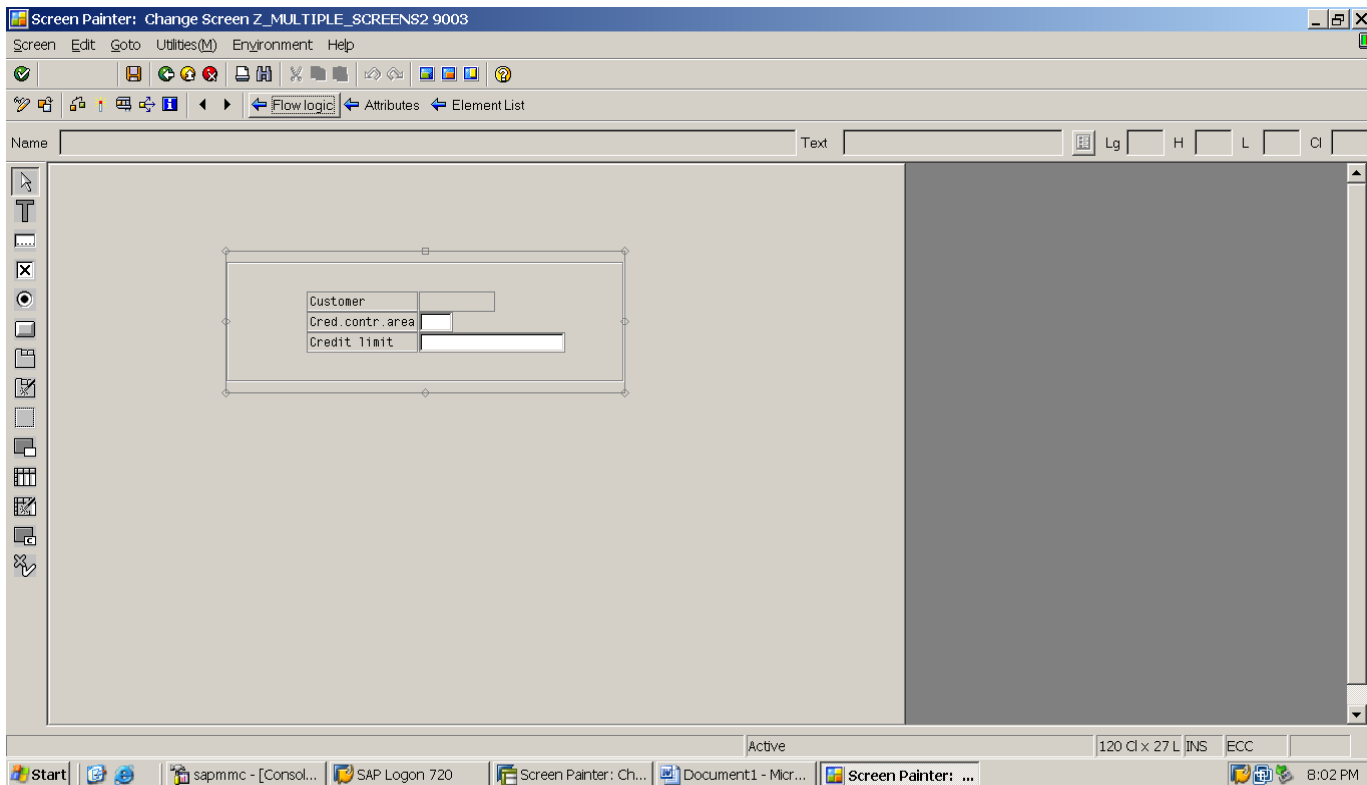 Screen Painter: Change Screen Z_MULTIPLE_SCREENS2 9003
Screen Edit Goto Utilities(M) Environment Help
Flow logic Attributes Element List
Name Text Lg H L Cl
Customer
Cred.contr.area
Credit limit
Active 120 Cl x 27 L INS ECC
Start sapmmc - [Consol... SAP Logon 720 Screen Painter: Ch... Document1 - Micr... Screen Painter: ... 8:02 PM